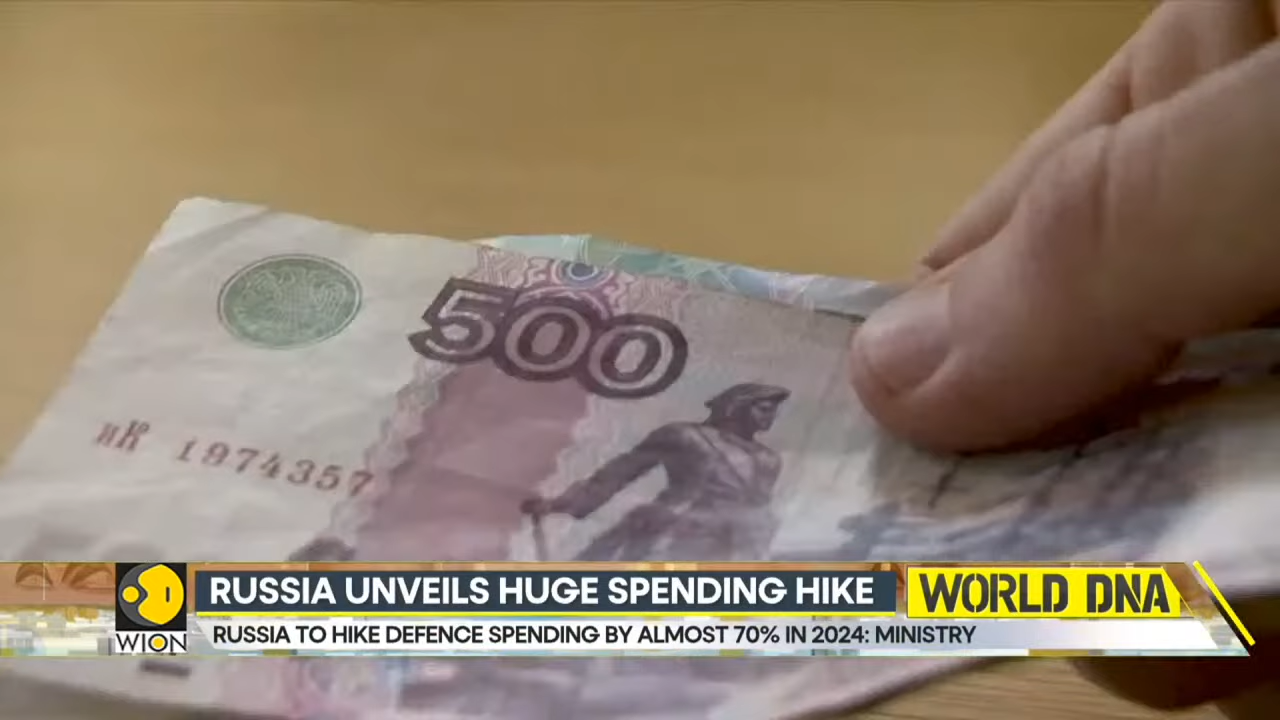 500
иК 1974357
RUSSIA UNVEILS HUGE SPENDING HIKE
WORLD DNA
WION
RUSSIA TO HIKE DEFENCE SPENDING BY ALMOST 70% IN 2024: MINISTRY